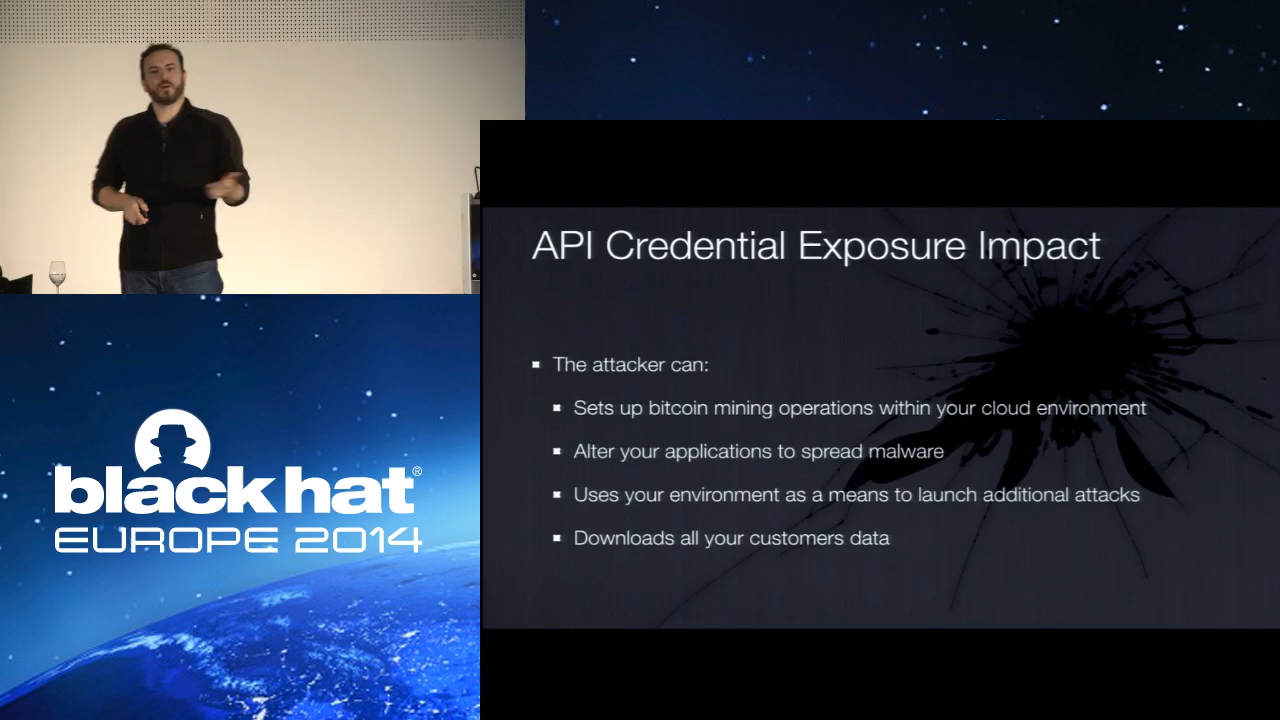 API Credential Exposure Impact
The attacker can:
Sets up bitcoin mining operations within your cloud environment
Alter your applications to spread malware
Uses your environment as a means to launch additional attacks
Downloads all your customers data
black hat®
EUROPE 2014